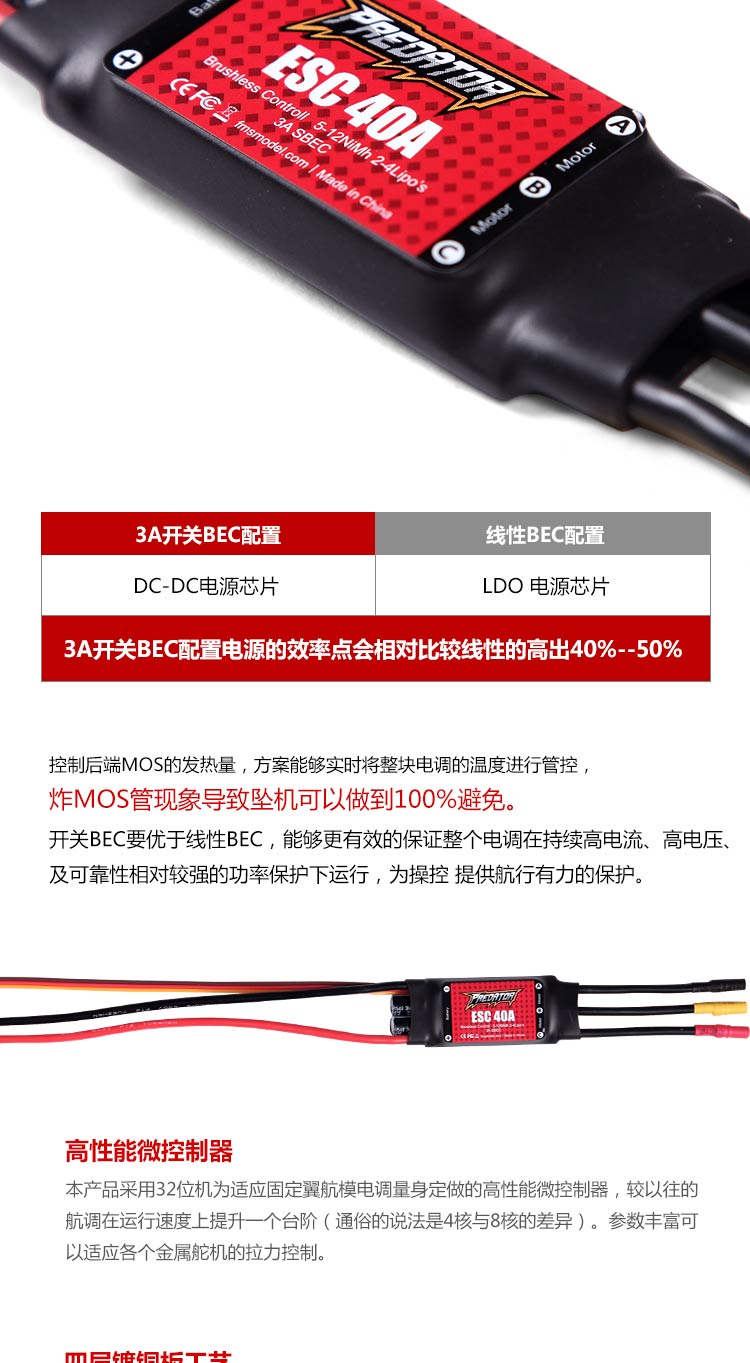 PREDATOR
ESC 40A
Brushless Controll 5-12NiMh 2-4Lipo's
3A SBEC
CE FC
fmsmodel.com | Made in China
A
Motor
B
Motor
C
3A开关BEC配置
线性BEC配置
DC-DC电源芯片
LDO 电源芯片
3A开关BEC配置电源的效率点会相对比较线性的高出40%--50%
控制后端MOS的发热量，方案能够实时将整块电调的温度进行管控，
炸MOS管现象导致坠机可以做到100%避免。
开关BEC要优于线性BEC，能够更有效的保证整个电调在持续高电流、高电压、
及可靠性相对较强的功率保护下运行，为操控 提供航行有力的保护。
PREDATOR
ESC 40A
高性能微控制器
本产品采用32位机为适应固定翼航模电调量身定做的高性能微控制器，较以往的
航调在运行速度上提升一个台阶（通俗的说法是4核与8核的差异）。参数丰富可
以适应各个金属舵机的拉力控制。
四层镀铜板工艺